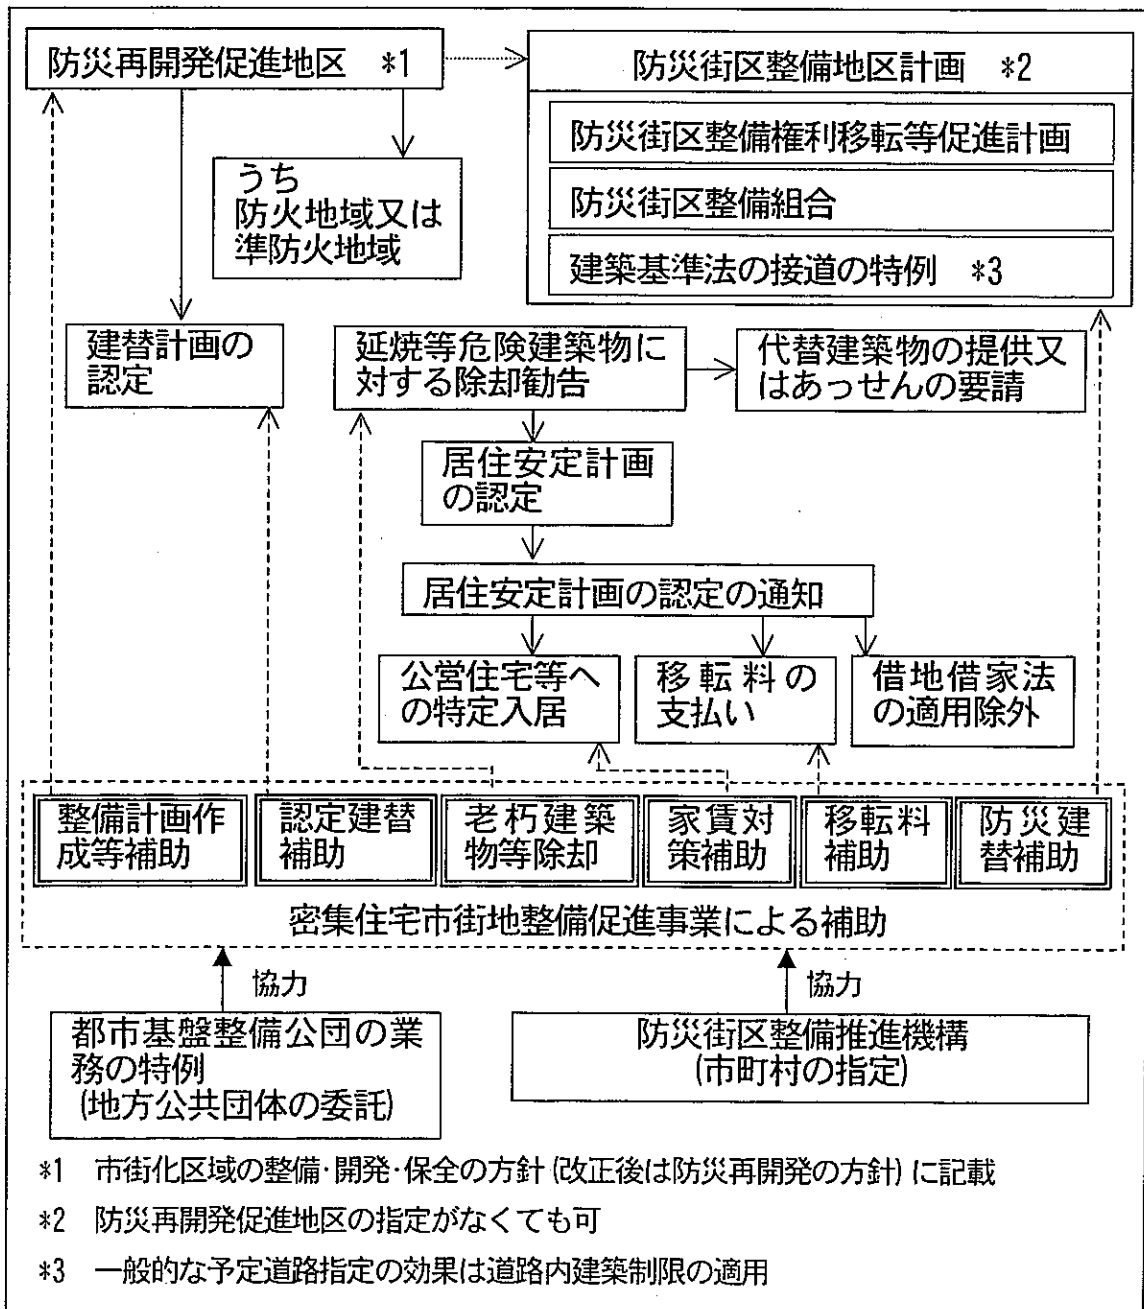 防災再開発促進地区 *1
防災街区整備地区計画 *2
防災街区整備権利移転等促進計画
防災街区整備組合
建築基準法の接道の特例 *3
うち
防火地域又は
準防火地域
建替計画の
認定
延焼等危険建築物に
対する除却勧告
代替建築物の提供又
はあっせんの要請
居住安定計画
の認定
居住安定計画の認定の通知
公営住宅等へ
の特定入居
移転料の
支払い
借地借家法
の適用除外
整備計画作
成等補助
認定建替
補助
老朽建築
物等除却
家賃対
策補助
移転料
補助
防災建
替補助
密集住宅市街地整備促進事業による補助
協力
協力
都市基盤整備公団の業
務の特例
(地方公共団体の委託)
防災街区整備推進機構
(市町村の指定)
*1 市街化区域の整備･開発･保全の方針(改正後は防災再開発の方針)に記載
*2 防災再開発促進地区の指定がなくても可
*3 一般的な予定道路指定の効果は道路内建築制限の適用